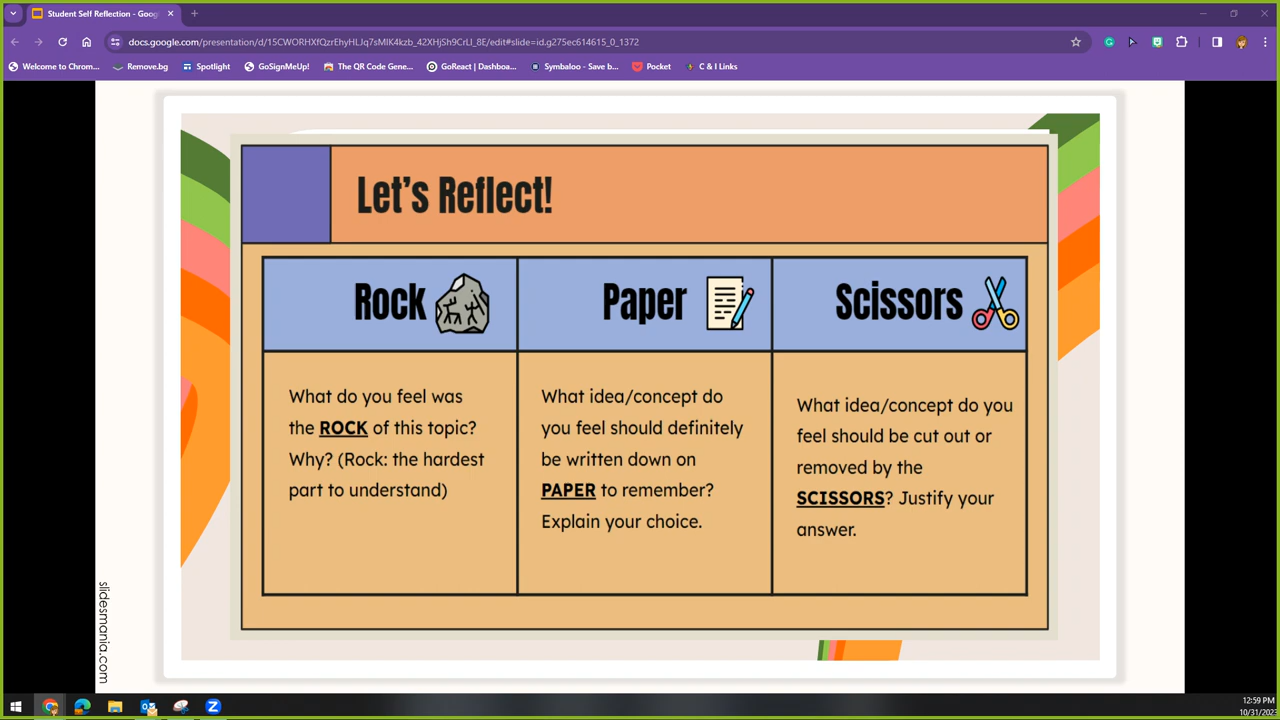 Student Self Reflection - Goog
docs.google.com/presentation/d/15CWORHXfQzrEhyHLJq7sMIK4kzb_42XHjSh9CrLI_8E/edit#slide=id.g275ec614615_0_1372
Welcome to Chrom... Remove.bg Spotlight GoSignMeUp! The QR Code Gene... GoReact | Dashboa... Symbaloo - Save b... Pocket C & I Links
Let's Reflect!
Rock Paper Scissors
What do you feel was
the ROCK of this topic?
Why? (Rock: the hardest
part to understand)
What idea/concept do
you feel should definitely
be written down on
PAPER to remember?
Explain your choice.
What idea/concept do you
feel should be cut out or
removed by the
SCISSORS? Justify your
answer.
slidesmania.com
12:59 PM